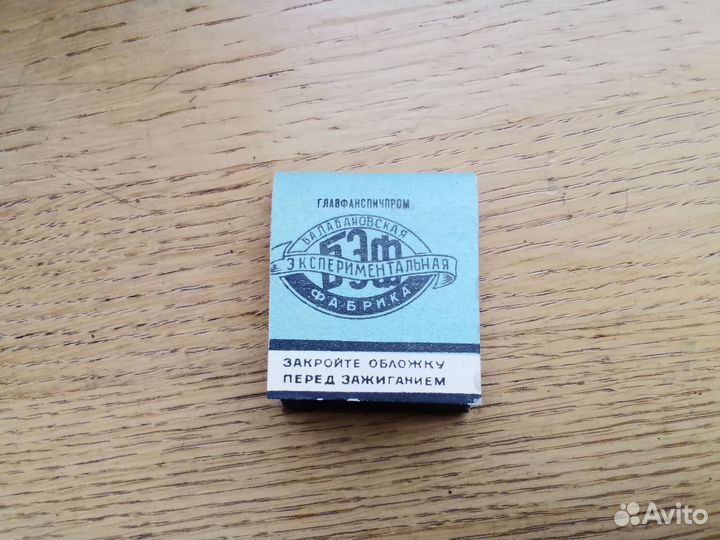 ГЛАВФАНСПИЧПРОМ
БАЛАБАНОВСКАЯ
БЭФ
ЭКСПЕРИМЕНТАЛЬНАЯ
ФАБРИКА
ЗАКРОЙТЕ ОБЛОЖКУ
ПЕРЕД ЗАЖИГАНИЕМ
Avito